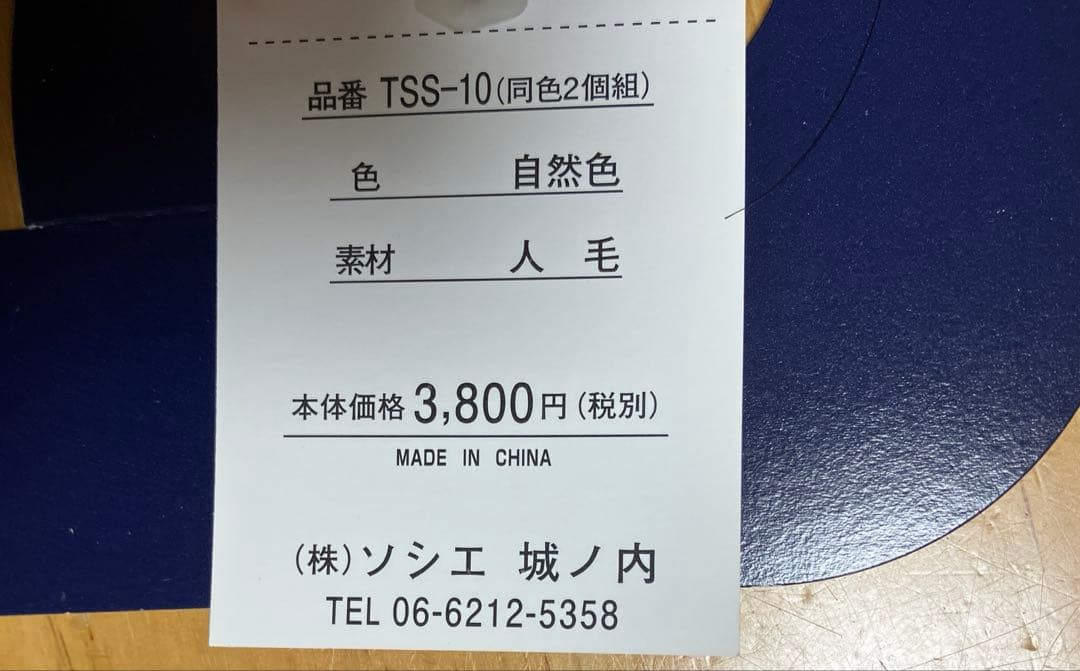 品番 TSS-10(同色2個組)
色 自然色
素材 人毛
本体価格 3,800円(税別)
MADE IN CHINA
(株)ソシエ 城ノ内
TEL 06-6212-5358